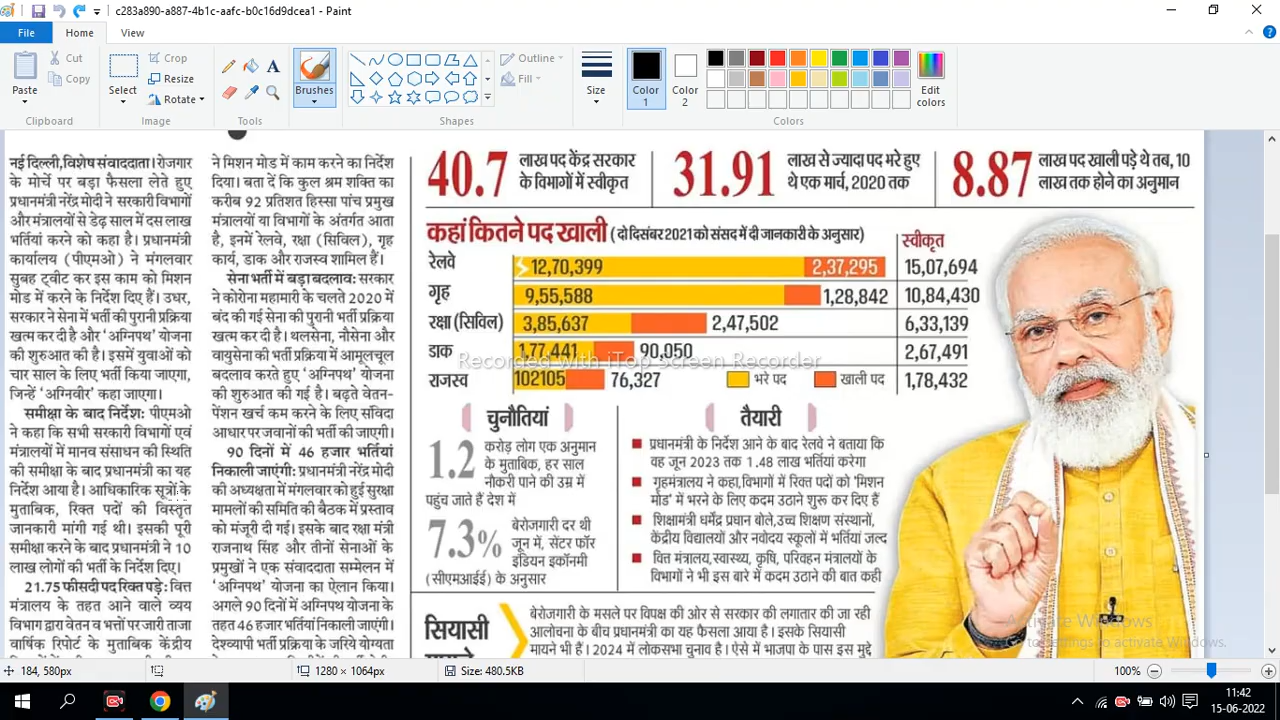 c283a890-a887-4b1c-aafc-b0c16d9dcea1 - Paint
File
Home
View
Paste
Cut
Copy
Clipboard
Select
Crop
Resize
Rotate
Image
Tools
Brushes
Shapes
Outline
Fill
Size
Color 1
Color 2
Edit colors
Colors
नई दिल्ली, विशेष संवाददाता। रोजगार
के मोर्चे पर बड़ा फैसला लेते हुए
प्रधानमंत्री नरेंद्र मोदी ने सरकारी विभागों
और मंत्रालयों से डेढ़ साल में दस लाख
भर्तियां करने को कहा है। प्रधानमंत्री
कार्यालय (पीएमओ) ने मंगलवार
सुबह ट्वीट कर इस काम को मिशन
मोड में करने के निर्देश दिए हैं। उधर,
सरकार ने सेना में भर्ती की पुरानी प्रक्रिया
खत्म कर दी है और 'अग्निपथ' योजना
की शुरुआत की है। इसमें युवाओं को
चार साल के लिए भर्ती किया जाएगा,
जिन्हें 'अग्निवीर' कहा जाएगा।
समीक्षा के बाद निर्देश: पीएमओ
ने कहा कि सभी सरकारी विभागों एवं
मंत्रालयों में मानव संसाधन की स्थिति
की समीक्षा के बाद प्रधानमंत्री का यह
निर्देश आया है। आधिकारिक सूत्रों के
मुताबिक, रिक्त पदों की विस्तृत
जानकारी मांगी गई थी। इसकी पूरी
समीक्षा करने के बाद प्रधानमंत्री ने 10
लाख लोगों की भर्ती के निर्देश दिए।
21.75 फीसदी पद रिक्त पड़े: वित्त
मंत्रालय के तहत आने वाले व्यय
विभाग द्वारा वेतन व भत्तों पर जारी ताजा
वार्षिक रिपोर्ट के मुताबिक केंद्रीय
ने मिशन मोड में काम करने का निर्देश
दिया। बता दें कि कुल श्रम शक्ति का
करीब 92 प्रतिशत हिस्सा पांच प्रमुख
मंत्रालयों या विभागों के अंतर्गत आता
है, इनमें रेलवे, रक्षा (सिविल), गृह
कार्य, डाक और राजस्व शामिल हैं।
सेना भर्ती में बड़ा बदलाव: सरकार
ने कोरोना महामारी के चलते 2020 में
बंद की गई सेना की पुरानी भर्ती प्रक्रिया
खत्म कर दी है। थलसेना, नौसेना और
वायुसेना की भर्ती प्रक्रिया में आमूलचूल
बदलाव करते हुए 'अग्निपथ' योजना
की शुरुआत की गई है। बढ़ते वेतन-
पेंशन खर्च कम करने के लिए संविदा
आधार पर जवानों की भर्ती की जाएगी।
90 दिनों में 46 हजार भर्तियां
निकाली जाएंगी: प्रधानमंत्री नरेंद्र मोदी
की अध्यक्षता में मंगलवार को हुई सुरक्षा
मामलों की समिति की बैठक में प्रस्ताव
को मंजूरी दी गई। इसके बाद रक्षा मंत्री
राजनाथ सिंह और तीनों सेनाओं के
प्रमुखों ने एक संवाददाता सम्मेलन में
'अग्निपथ' योजना का ऐलान किया।
अगले 90 दिनों में अग्निपथ योजना के
तहत 46 हजार भर्तियां निकाली जाएंगी।
देशव्यापी भर्ती प्रक्रिया के जरिये योग्यता
40.7 लाख पद केंद्र सरकार
के विभागों में स्वीकृत
31.91 लाख से ज्यादा पद भरे हुए
थे एक मार्च, 2020 तक
8.87 लाख पद खाली पड़े थे तब, 10
लाख तक होने का अनुमान
कहां कितने पद खाली (दो दिसंबर 2021 को संसद में दी जानकारी के अनुसार) स्वीकृत
रेलवे 12,70,399 2,37,295 15,07,694
गृह 9,55,588 1,28,842 10,84,430
रक्षा (सिविल) 3,85,637 2,47,502 6,33,139
डाक 1,77,441 90,050 2,67,491
राजस्व 102105 76,327 भरे पद खाली पद 1,78,432
Recorded with iTop Screen Recorder
चुनौतियां
1.2 करोड़ लोग एक अनुमान
के मुताबिक, हर साल
नौकरी पाने की उम्र में
पहुंच जाते हैं देश में
7.3% बेरोजगारी दर थी
जून में, सेंटर फॉर
इंडियन इकॉनमी
(सीएमआईई) के अनुसार
तैयारी
प्रधानमंत्री के निर्देश आने के बाद रेलवे ने बताया कि
वह जून 2023 तक 1.48 लाख भर्तियां करेगा
गृहमंत्रालय ने कहा, विभागों में रिक्त पदों को 'मिशन
मोड' में भरने के लिए कदम उठाने शुरू कर दिए हैं
शिक्षामंत्री धर्मेंद्र प्रधान बोले, उच्च शिक्षण संस्थानों,
केंद्रीय विद्यालयों और नवोदय स्कूलों में भर्तियां जल्द
वित्त मंत्रालय, स्वास्थ्य, कृषि, परिवहन मंत्रालयों के
विभागों ने भी इस बारे में कदम उठाने की बात कही
सियासी
बेरोजगारी के मसले पर विपक्ष की ओर से सरकार की लगातार की जा रही
आलोचना के बीच प्रधानमंत्री का यह फैसला आया है। इसके सियासी
मायने भी हैं। 2024 में लोकसभा चुनाव है। ऐसे में भाजपा के पास इस मुद्दे
Activate Windows
Go to Settings to activate Windows.
184, 580px
1280 × 1064px
Size: 480.5KB
100%
11:42
15-06-2022